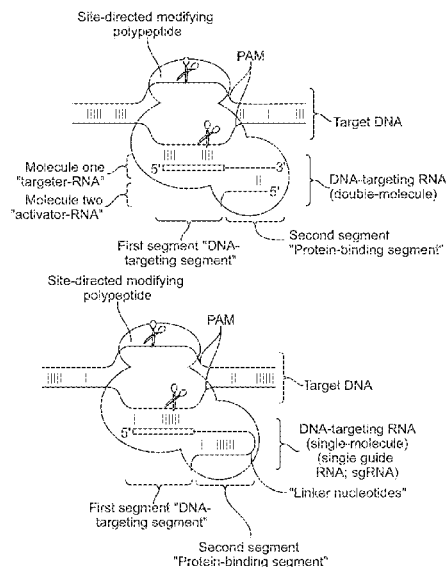 Site-directed modifying
polypeptide
PAM
Target DNA
Molecule one
"targeter-RNA"
Molecule two
"activator-RNA"
5'
3'
5'
DNA-targeting RNA
(double-molecule)
First segment "DNA-
targeting segment"
Second segment
"Protein-binding segment"
Site-directed modifying
polypeptide
PAM
Target DNA
5'
DNA-targeting RNA
(single-molecule)
(single guide
RNA; sgRNA)
"Linker nucleotides"
First segment "DNA-
targeting segment"
Second segment
"Protein-binding segment"